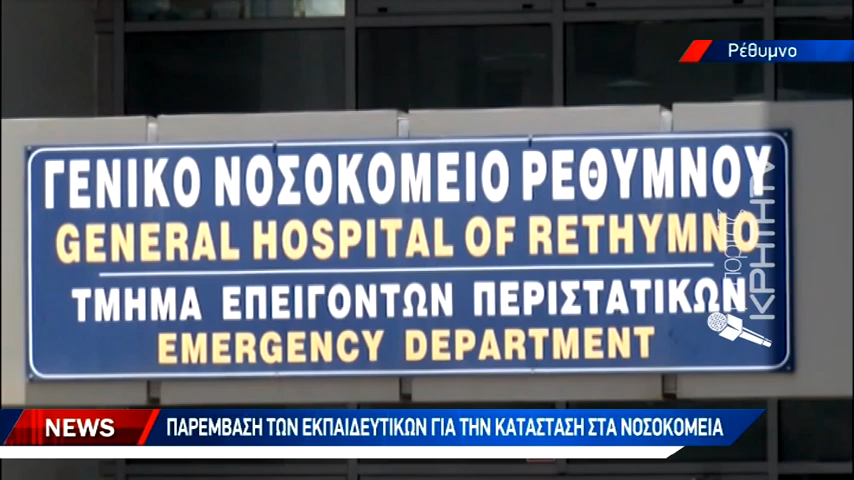 Ρέθυμνο
ΓΕΝΙΚΟ ΝΟΣΟΚΟΜΕΙΟ ΡΕΘΥΜΝΟΥ
GENERAL HOSPITAL OF RETHYMNO
ΤΜΗΜΑ ΕΠΕΙΓΟΝΤΩΝ ΠΕΡΙΣΤΑΤΙΚΩΝ
EMERGENCY DEPARTMENT
ΚΡΗΤΗTV
NEWS ΠΑΡΕΜΒΑΣΗ ΤΩΝ ΕΚΠΑΙΔΕΥΤΙΚΩΝ ΓΙΑ ΤΗΝ ΚΑΤΑΣΤΑΣΗ ΣΤΑ ΝΟΣΟΚΟΜΕΙΑ